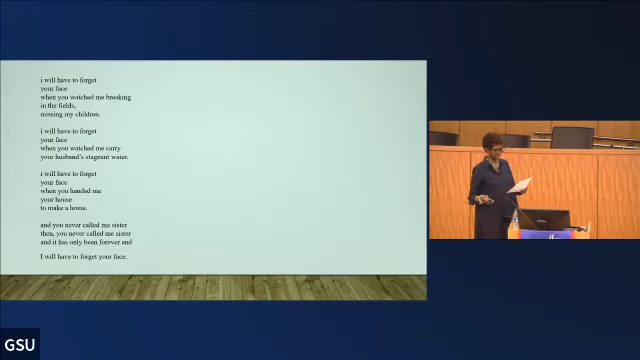 i will have to forget
your face
when you watched me breaking
in the fields,
missing my children.
i will have to forget
your face
when you watched me carry
your husband's stagnant water.
i will have to forget
your face
when you handed me
your house
to make a home.
and you never called me sister
then, you never called me sister
and it has only been forever and
I will have to forget your face.
GSU